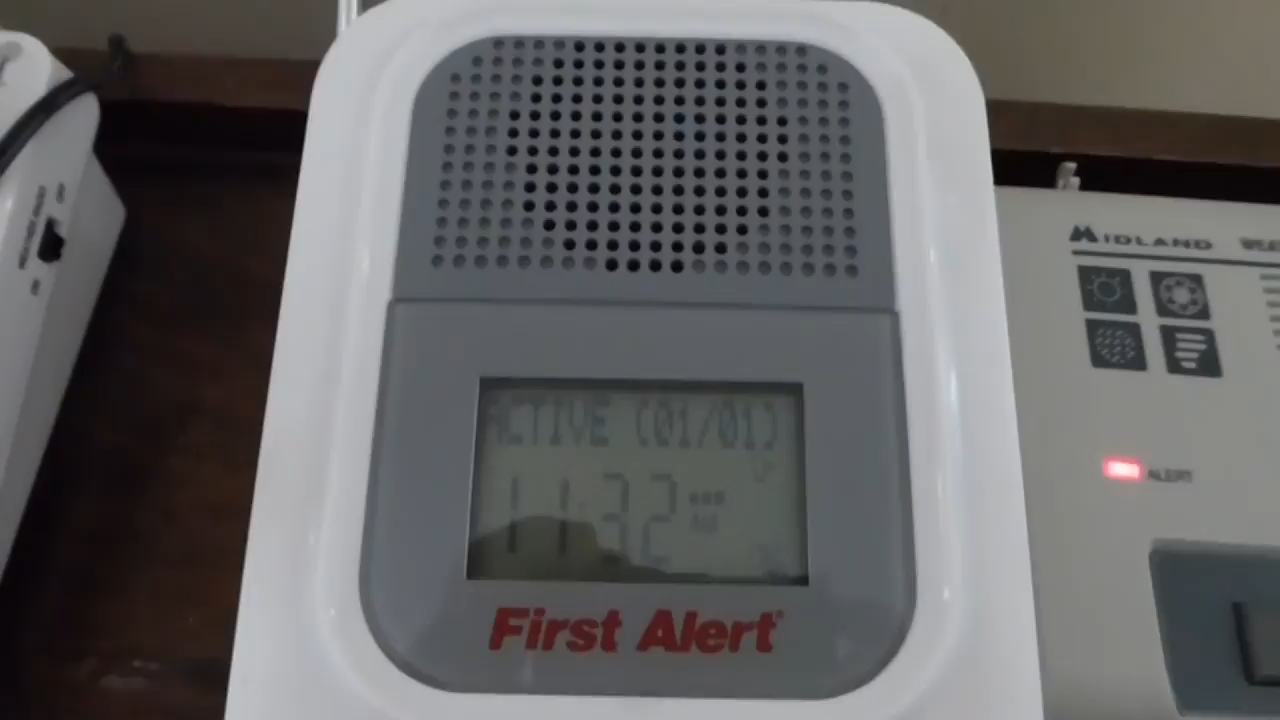 ACTIVE (01/01)
11:32
First Alert
MIDLAND
ALERT